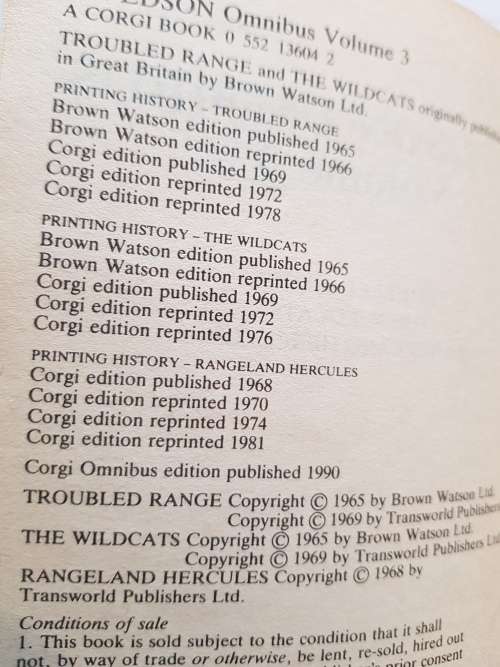 EDSON Omnibus Volume 3
A CORGI BOOK 0 552 13604 2
TROUBLED RANGE and THE WILDCATS originally
in Great Britain by Brown Watson Ltd.
PRINTING HISTORY – TROUBLED RANGE
Brown Watson edition published 1965
Brown Watson edition reprinted 1966
Corgi edition published 1969
Corgi edition reprinted 1972
Corgi edition reprinted 1978
PRINTING HISTORY – THE WILDCATS
Brown Watson edition published 1965
Brown Watson edition reprinted 1966
Corgi edition published 1969
Corgi edition reprinted 1972
Corgi edition reprinted 1976
PRINTING HISTORY – RANGELAND HERCULES
Corgi edition published 1968
Corgi edition reprinted 1970
Corgi edition reprinted 1974
Corgi edition reprinted 1981
Corgi Omnibus edition published 1990
TROUBLED RANGE Copyright © 1965 by Brown Watson Ltd.
Copyright © 1969 by Transworld Publishers
THE WILDCATS Copyright © 1965 by Brown Watson Ltd.
Copyright © 1969 by Transworld Publishers Ltd
RANGELAND HERCULES Copyright © 1968 by
Transworld Publishers Ltd.
Conditions of sale
1. This book is sold subject to the condition that it shall
not, by way of trade or otherwise, be lent, re-sold, hired out
prior consent